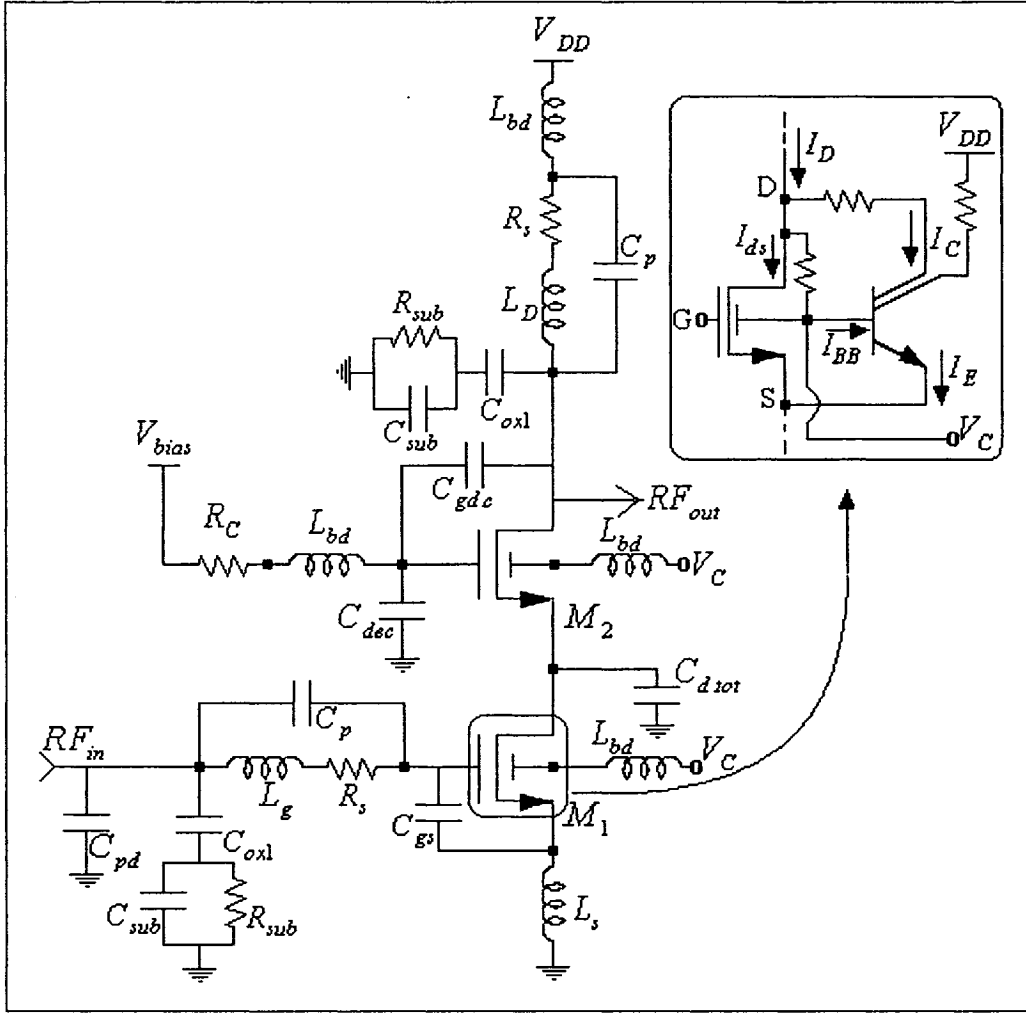 V_DD
L_bd
R_s
C_p
L_D
R_sub
C_sub
C_ox1
V_bias
C_gdc
RF_out
R_C
L_bd
L_bd
V_C
C_dec
M_2
C_d tot
C_p
RF_in
L_g
R_s
L_bd
V_C
C_gs
M_1
C_pd
C_ox1
C_sub
R_sub
L_s
V_DD
I_D
D
I_ds
I_C
G
I_BB
I_E
S
V_C